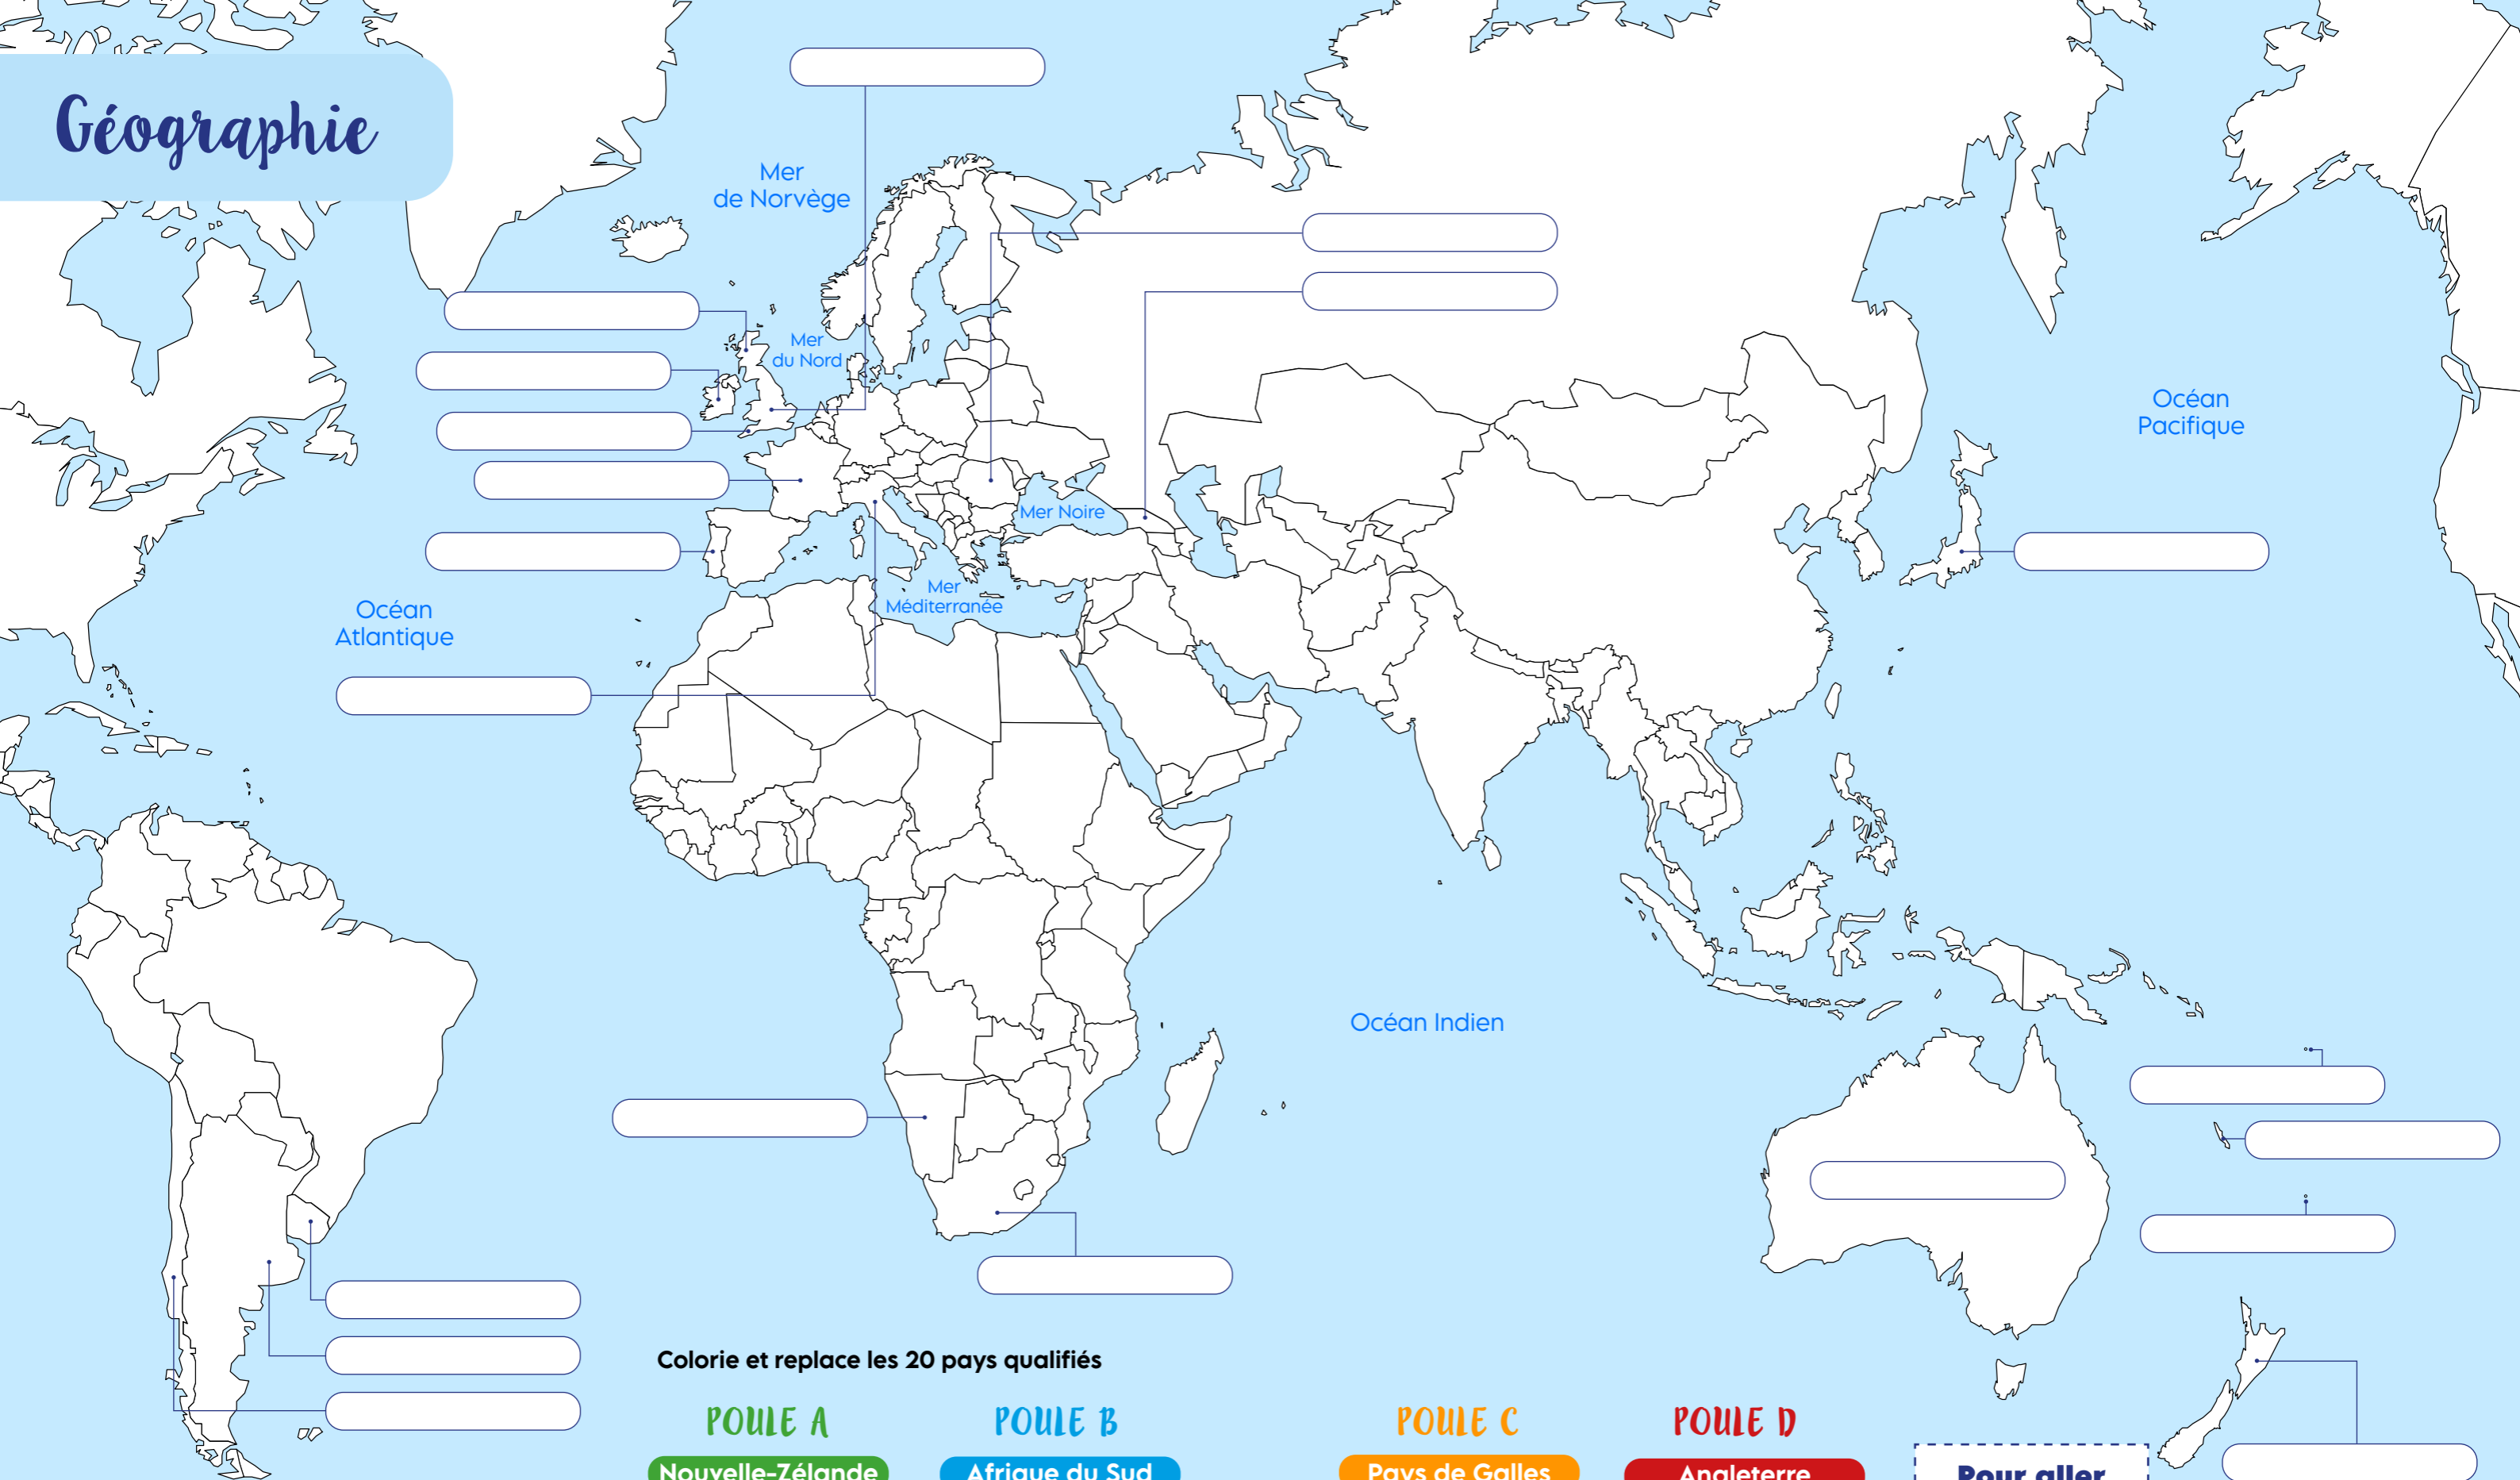 Géographie
Mer
de Norvège
Mer
du Nord
Océan
Pacifique
Mer Noire
Mer
Méditerranée
Océan
Atlantique
Océan Indien
Colorie et replace les 20 pays qualifiés
POULE A
POULE B
POULE C
POULE D
Nouvelle-Zélande
Afrique du Sud
Pays de Galles
Angleterre
Pour aller